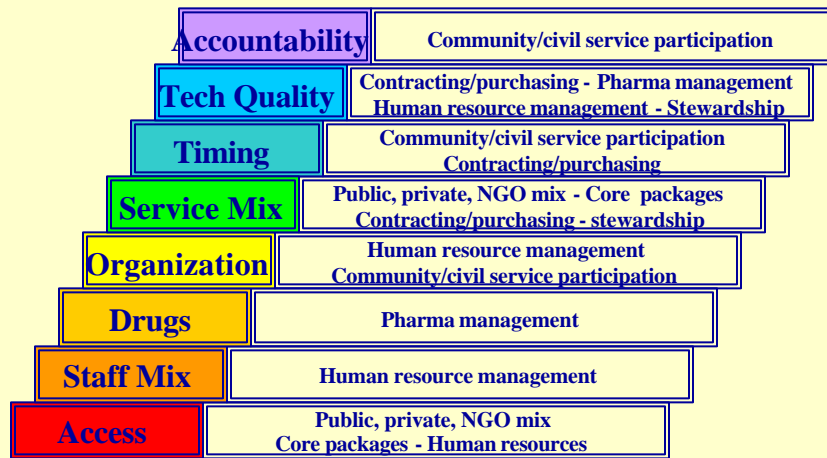 Accountability
Community/civil service participation
Tech Quality
Contracting/purchasing - Pharma management
Human resource management - Stewardship
Timing
Community/civil service participation
Contracting/purchasing
Service Mix
Public, private, NGO mix - Core packages
Contracting/purchasing - stewardship
Organization
Human resource management
Community/civil service participation
Drugs
Pharma management
Staff Mix
Human resource management
Access
Public, private, NGO mix
Core packages - Human resources